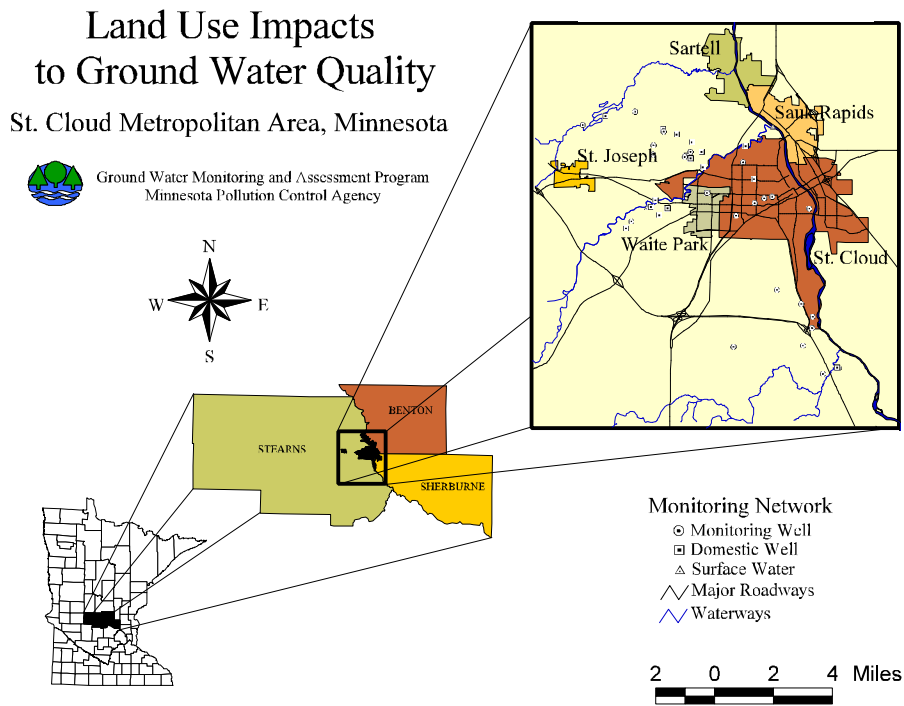 Land Use Impacts
to Ground Water Quality
St. Cloud Metropolitan Area, Minnesota
Ground Water Monitoring and Assessment Program
Minnesota Pollution Control Agency
N
W
E
S
Sartell
Sauk Rapids
St. Joseph
Waite Park
St. Cloud
BENTON
STEARNS
SHERBURNE
Monitoring Network
Monitoring Well
Domestic Well
Surface Water
Major Roadways
Waterways
2 0 2 4 Miles